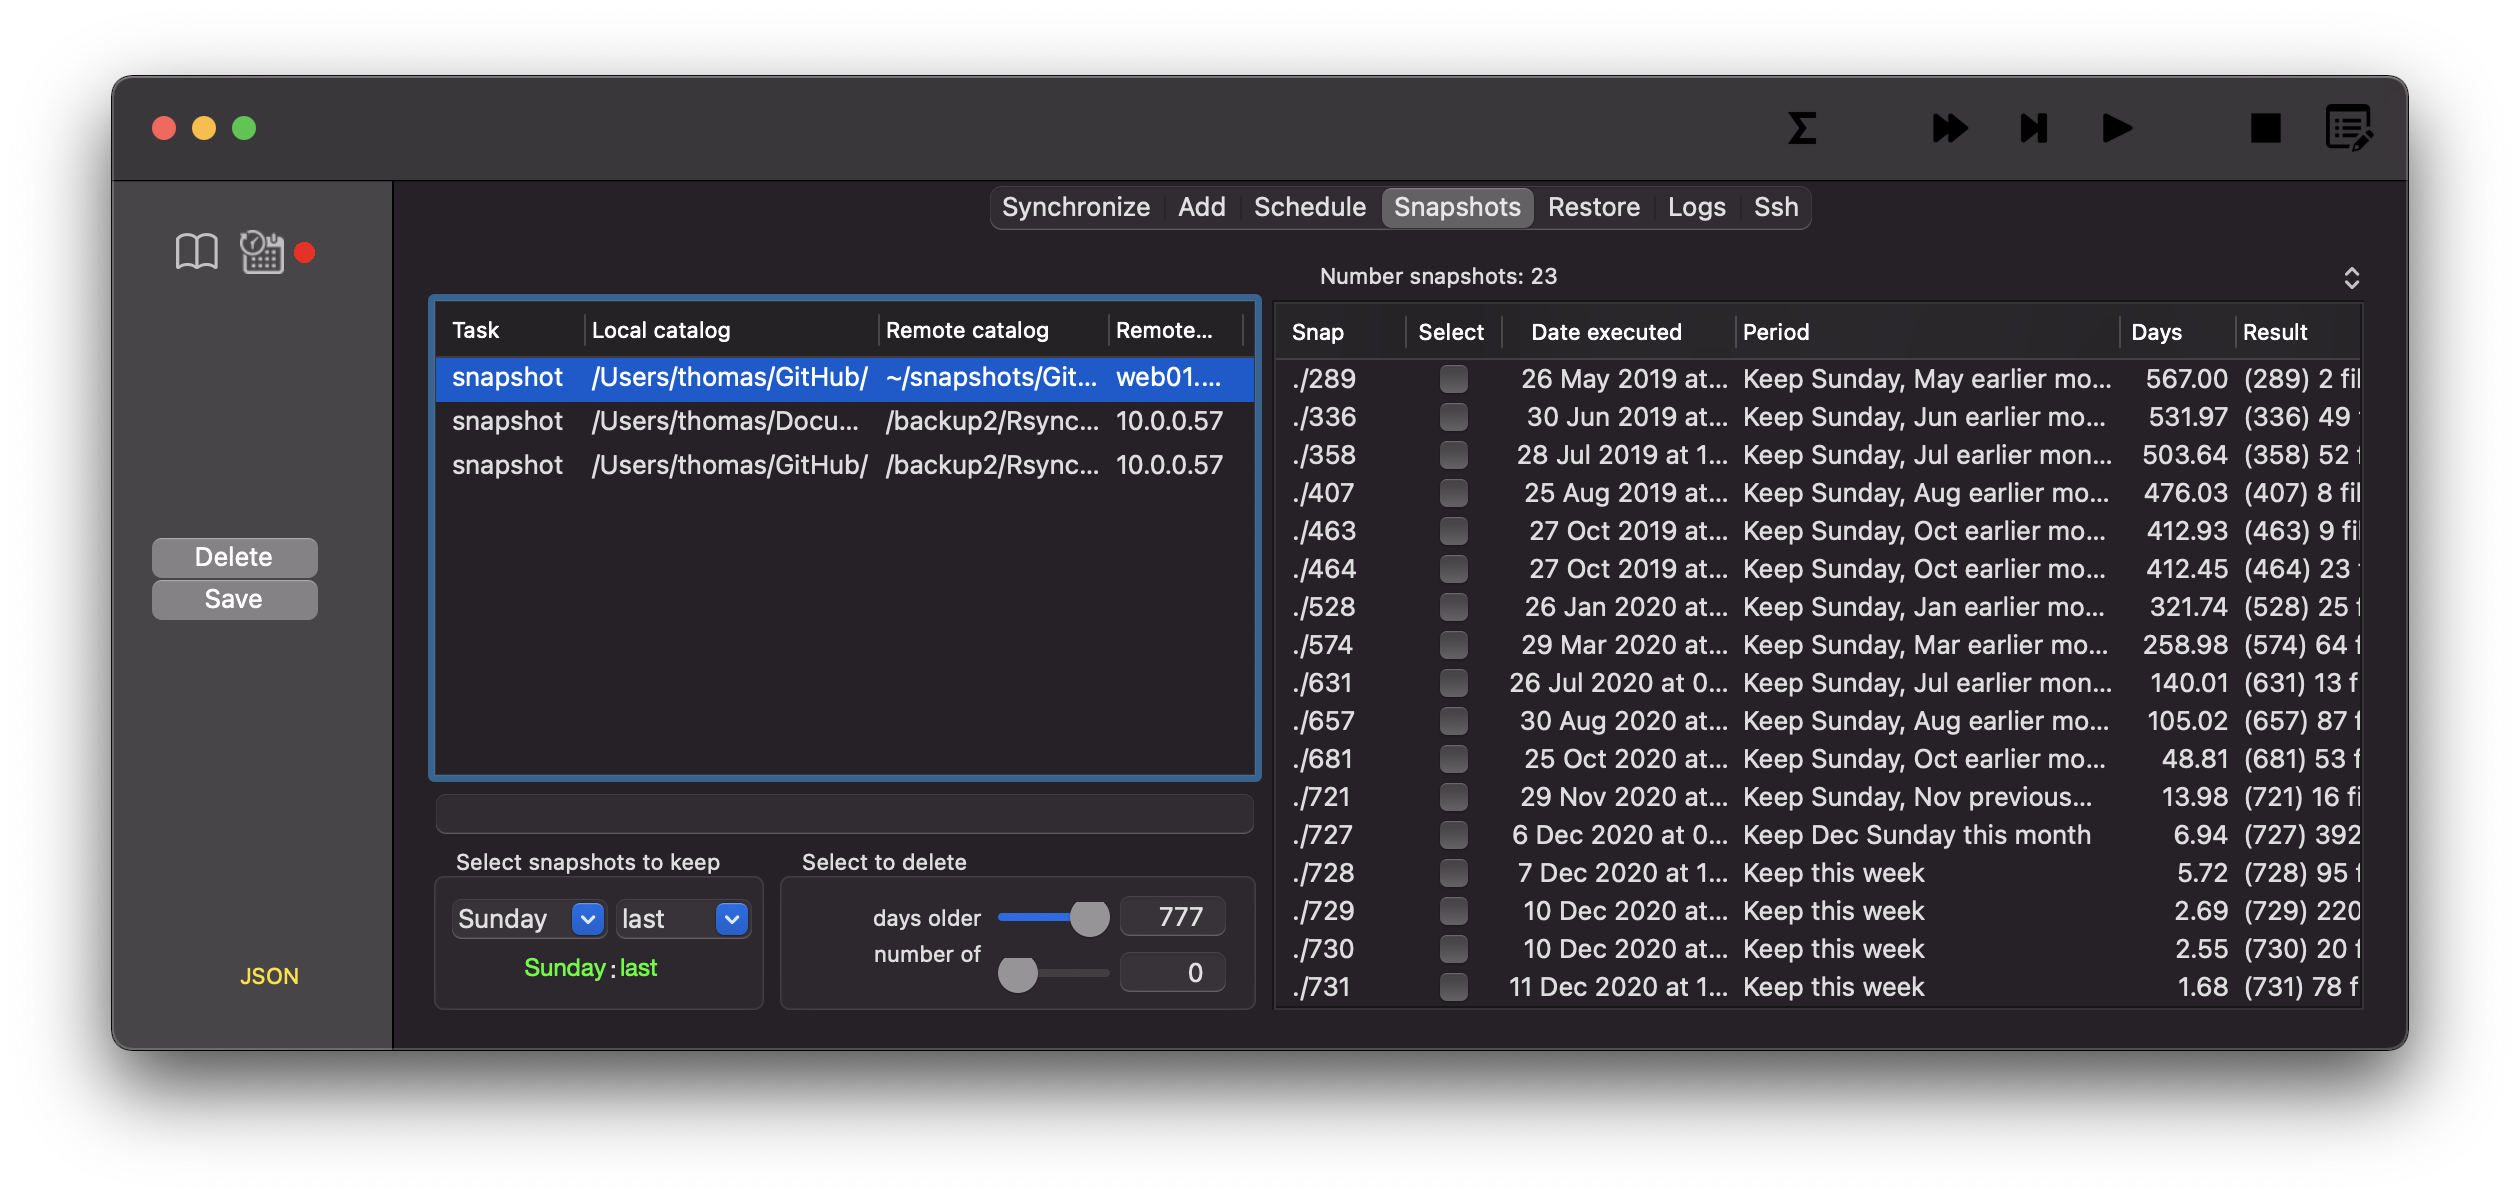 Synchronize Add Schedule Snapshots Restore Logs Ssh
Number snapshots: 23
Task Local catalog Remote catalog Remote...
snapshot /Users/thomas/GitHub/ ~/snapshots/Git... web01....
snapshot /Users/thomas/Docu... /backup2/Rsync... 10.0.0.57
snapshot /Users/thomas/GitHub/ /backup2/Rsync... 10.0.0.57
Delete
Save
JSON
Select snapshots to keep
Sunday last
Sunday:last
Select to delete
days older 777
number of 0
Snap Select Date executed Period Days Result
./289 26 May 2019 at... Keep Sunday, May earlier mo... 567.00 (289) 2 fil
./336 30 Jun 2019 at... Keep Sunday, Jun earlier mo... 531.97 (336) 49
./358 28 Jul 2019 at 1... Keep Sunday, Jul earlier mon... 503.64 (358) 52
./407 25 Aug 2019 at... Keep Sunday, Aug earlier mo... 476.03 (407) 8 fil
./463 27 Oct 2019 at... Keep Sunday, Oct earlier mo... 412.93 (463) 9 fil
./464 27 Oct 2019 at... Keep Sunday, Oct earlier mo... 412.45 (464) 23
./528 26 Jan 2020 at... Keep Sunday, Jan earlier mo... 321.74 (528) 25 f
./574 29 Mar 2020 at... Keep Sunday, Mar earlier mo... 258.98 (574) 64 f
./631 26 Jul 2020 at 0... Keep Sunday, Jul earlier mon... 140.01 (631) 13 f
./657 30 Aug 2020 at... Keep Sunday, Aug earlier mo... 105.02 (657) 87 f
./681 25 Oct 2020 at... Keep Sunday, Oct earlier mo... 48.81 (681) 53 f
./721 29 Nov 2020 at... Keep Sunday, Nov previous... 13.98 (721) 16 fi
./727 6 Dec 2020 at 0... Keep Dec Sunday this month 6.94 (727) 392
./728 7 Dec 2020 at 1... Keep this week 5.72 (728) 95 f
./729 10 Dec 2020 at... Keep this week 2.69 (729) 220
./730 10 Dec 2020 at... Keep this week 2.55 (730) 20 f
./731 11 Dec 2020 at 1... Keep this week 1.68 (731) 78 f